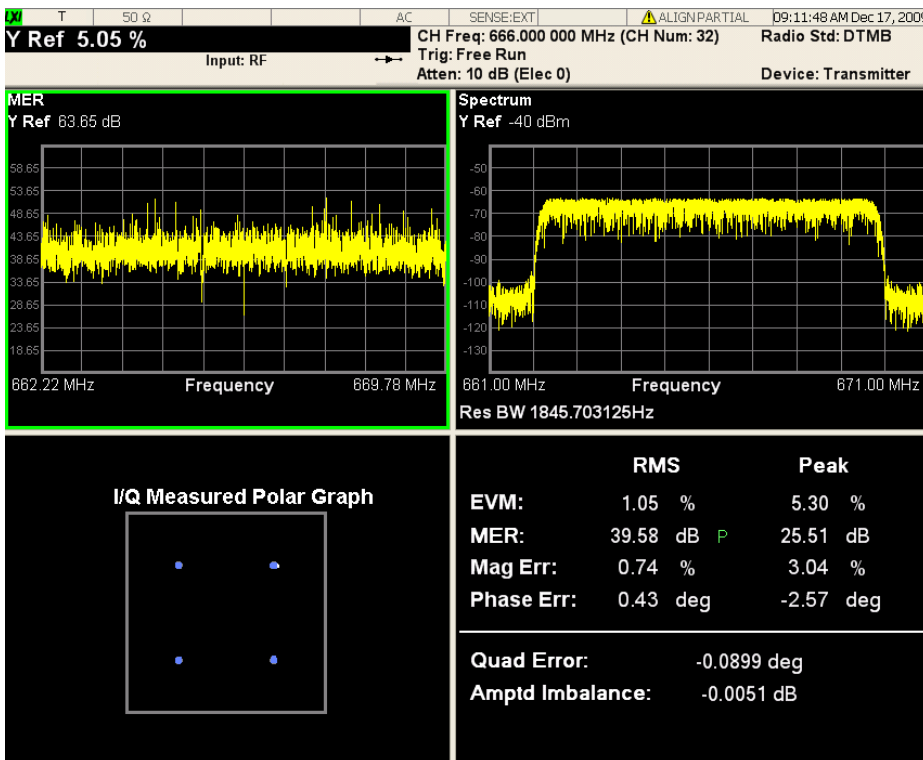 LXI T 50 Ω AC SENSE:EXT ALIGN PARTIAL 09:11:48 AM Dec 17, 2009
Y Ref 5.05 %
Input: RF
CH Freq: 666.000 000 MHz (CH Num: 32)
Trig: Free Run
Atten: 10 dB (Elec 0)
Radio Std: DTMB
Device: Transmitter
MER
Y Ref 63.65 dB
58.65
53.65
48.65
43.65
38.65
33.65
28.65
23.65
18.65
662.22 MHz Frequency 669.78 MHz
Spectrum
Y Ref -40 dBm
-50
-60
-70
-80
-90
-100
-110
-120
-130
661.00 MHz Frequency 671.00 MHz
Res BW 1845.703125Hz
I/Q Measured Polar Graph
RMS Peak
EVM: 1.05 % 5.30 %
MER: 39.58 dB P 25.51 dB
Mag Err: 0.74 % 3.04 %
Phase Err: 0.43 deg -2.57 deg
Quad Error: -0.0899 deg
Amptd Imbalance: -0.0051 dB